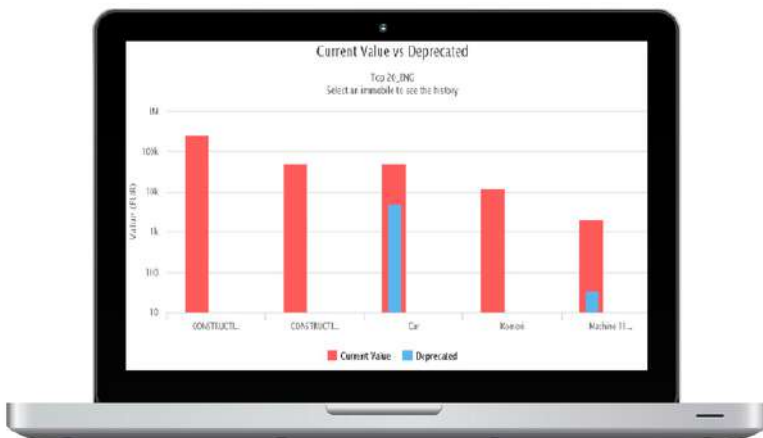 Current Value vs Deprecated
Top 20_ENG
Select an immobile to see the history
1M
100k
10k
1k
100
10
Value (EUR)
CONSTRUCTI...
CONSTRUCTI...
Car
Machine
Current Value
Deprecated